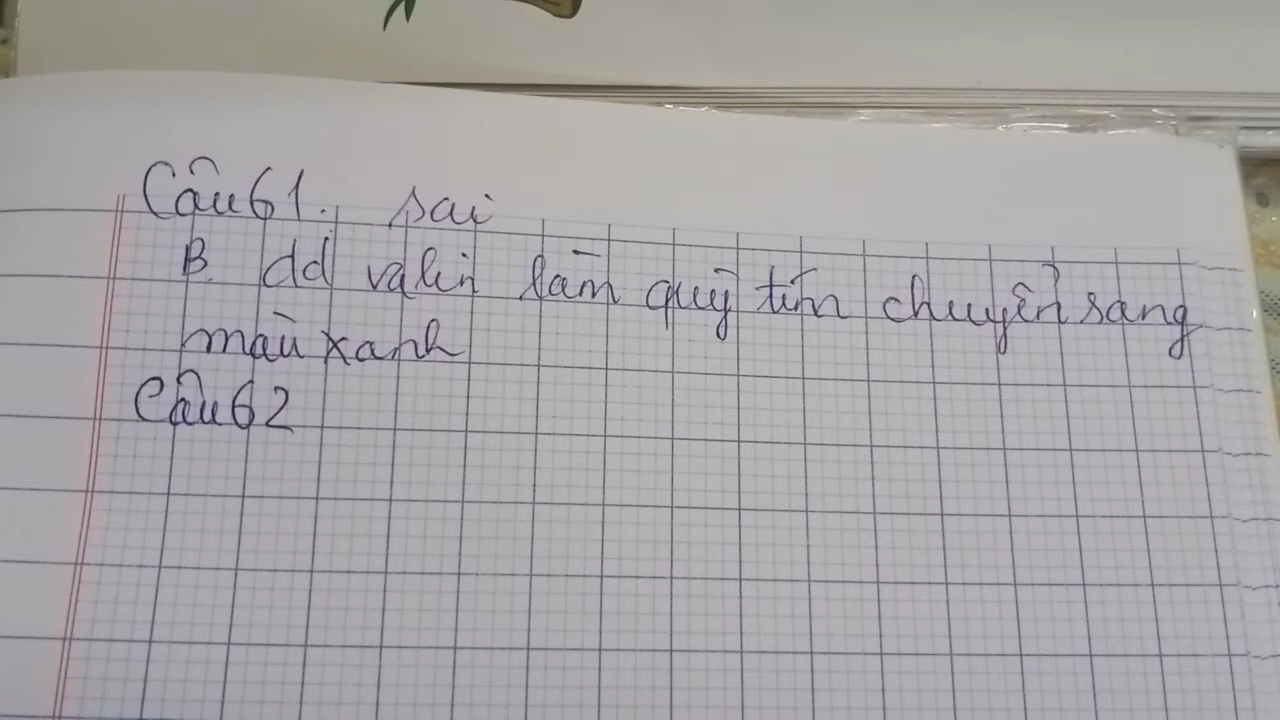 Câu 61. sai
B. dd valin làm quỳ tím chuyển sang
màu xanh
Câu 62